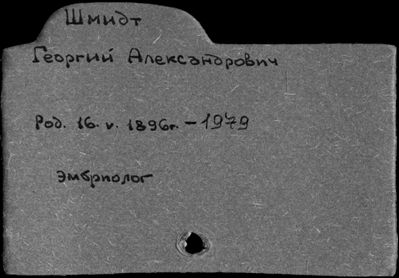 Шмидт
Георгий Александрович
Род. 16. v. 1896г. – 1979
эмбриолог